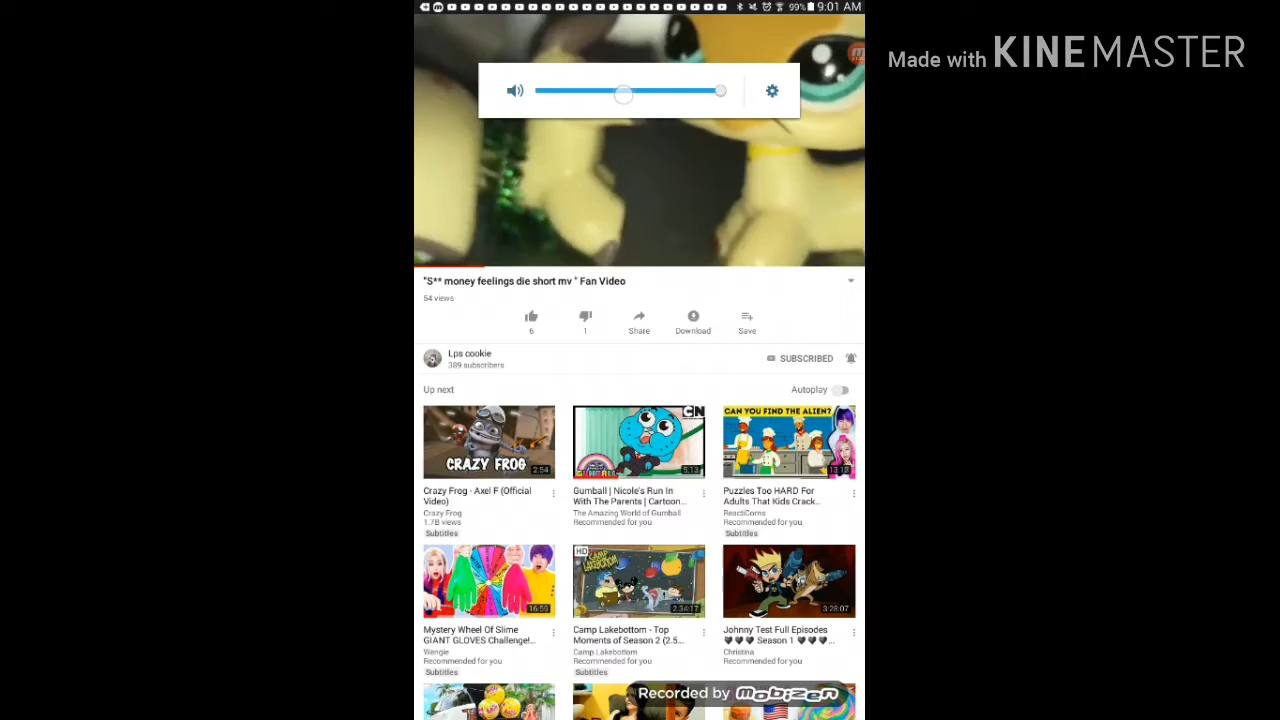 99% 9:01 AM
Made with KINEMASTER
"S** money feelings die short mv " Fan Video
54 views
6
1
Share
Download
Save
Lps cookie
389 subscribers
SUBSCRIBED
Up next
Autoplay
CRAZY FROG
2:54
CN
GUMBALL
5:13
CAN YOU FIND THE ALIEN?
13:13
Crazy Frog - Axel F (Official
Video)
Crazy Frog
1.7B views
Subtitles
Gumball | Nicole's Run In
With The Parents | Cartoon...
The Amazing World of Gumball
Recommended for you
Puzzles Too HARD For
Adults That Kids Crack...
ReactiCorns
Recommended for you
Subtitles
16:59
HD
CAMP LAKEBOTTOM
2:34:17
3:28:07
Mystery Wheel Of Slime
GIANT GLOVES Challenge!...
Wengie
Recommended for you
Subtitles
Camp Lakebottom - Top
Moments of Season 2 (2.5...
Camp Lakebottom
Recommended for you
Subtitles
Johnny Test Full Episodes
🖤🖤🖤 Season 1 🖤🖤🖤...
Christina
Recommended for you
Recorded by mobizen